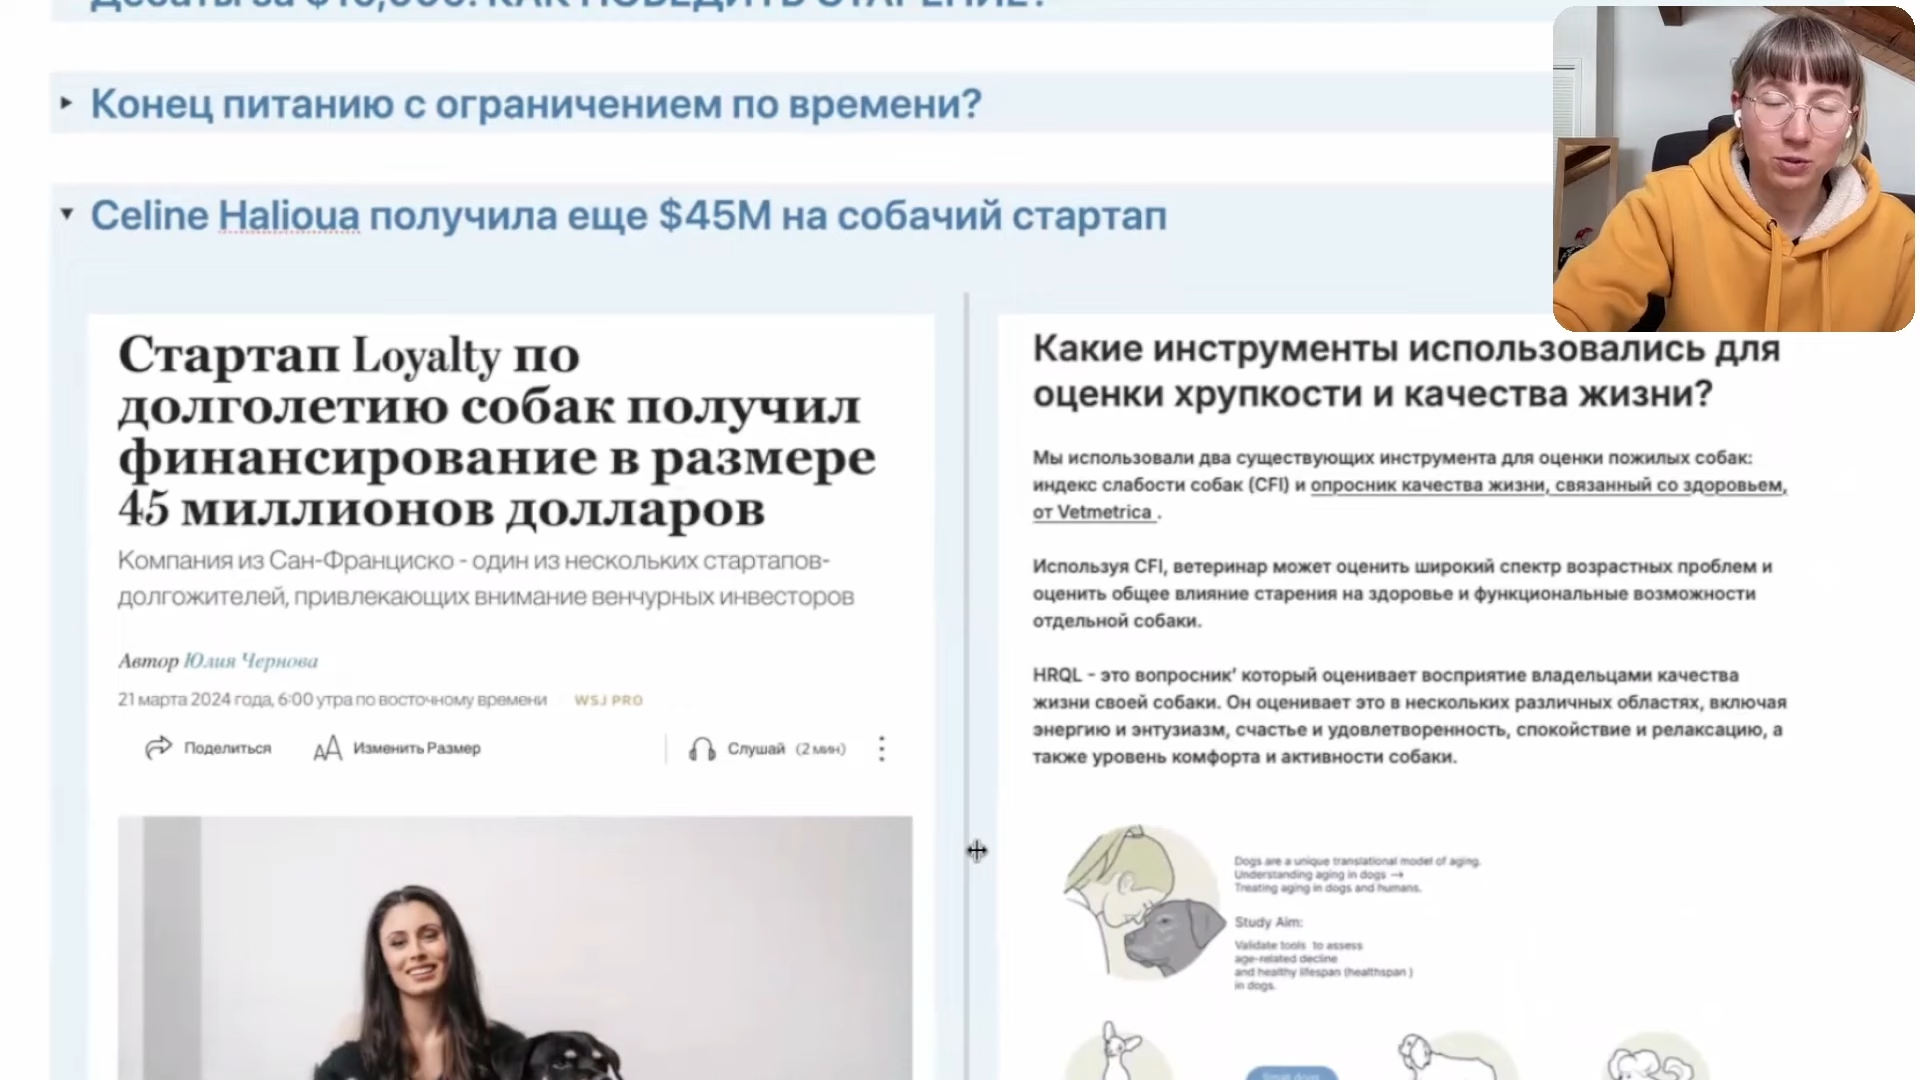 Дебаты за $10,000: КАК ПОБЕДИТЬ СТАРЕНИЕ?
Конец питанию с ограничением по времени?
Celine Halioua получила еще $45M на собачий стартап
Стартап Loyalty по
долголетию собак получил
финансирование в размере
45 миллионов долларов
Компания из Сан-Франциско - один из нескольких стартапов-
долгожителей, привлекающих внимание венчурных инвесторов
Автор Юлия Чернова
21 марта 2024 года, 6:00 утра по восточному времени WSJ PRO
Поделиться AA Изменить Размер Слушай (2 мин)
Какие инструменты использовались для
оценки хрупкости и качества жизни?
Мы использовали два существующих инструмента для оценки пожилых собак:
индекс слабости собак (CFI) и опросник качества жизни, связанный со здоровьем,
от Vetmetrica .
Используя CFI, ветеринар может оценить широкий спектр возрастных проблем и
оценить общее влияние старения на здоровье и функциональные возможности
отдельной собаки.
HRQL - это вопросник’ который оценивает восприятие владельцами качества
жизни своей собаки. Он оценивает это в нескольких различных областях, включая
энергию и энтузиазм, счастье и удовлетворенность, спокойствие и релаксацию, а
также уровень комфорта и активности собаки.
Dogs are a unique translational model of aging.
Understanding aging in dogs →
Treating aging in dogs and humans.
Study Aim:
Validate tools to assess
age-related decline
and healthy lifespan (healthspan )
in dogs.